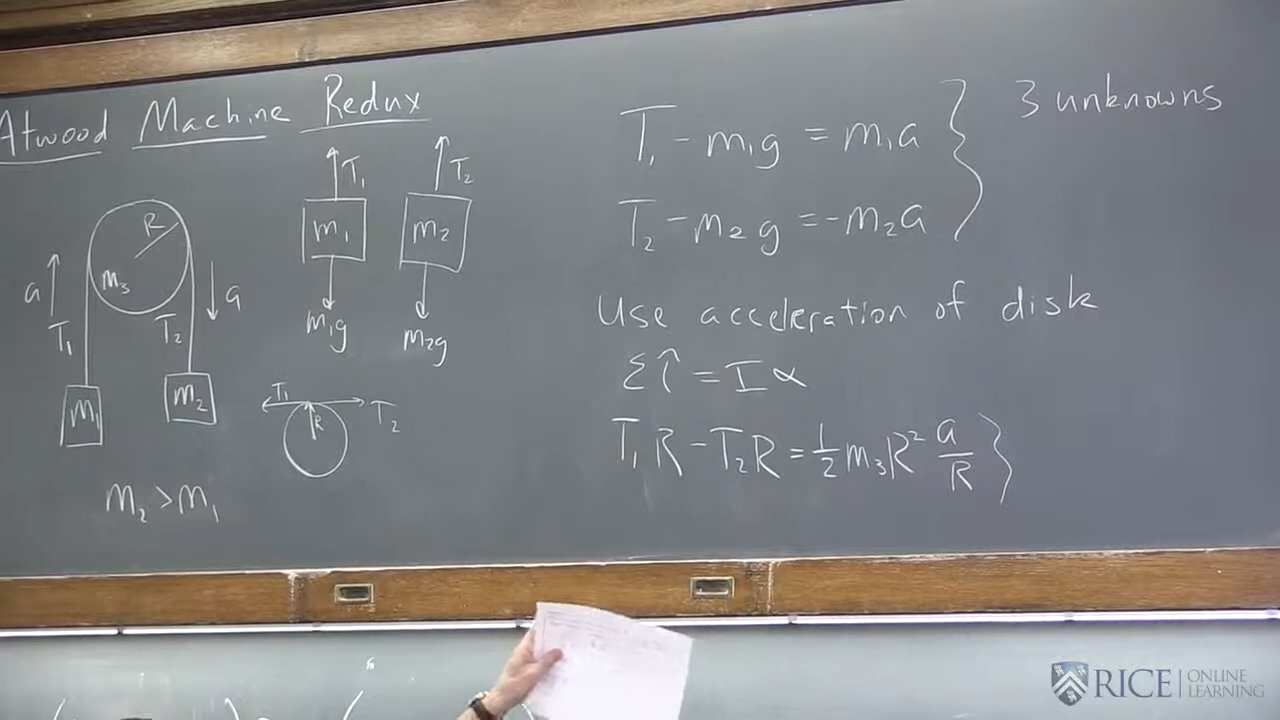 Atwood Machine Redux
R
m₃
a
a
T₁
T₂
m₁
m₂
m₂ > m₁
T₁
T₂
m₁
m₂
m₁g
m₂g
T₁
T₂
R
T₁ - m₁g = m₁a } 3 unknowns
T₂ - m₂g = -m₂a
Use acceleration of disk
Στ = Iα
T₁R - T₂R = ½ m₃R² a/R }
RICE | ONLINE LEARNING